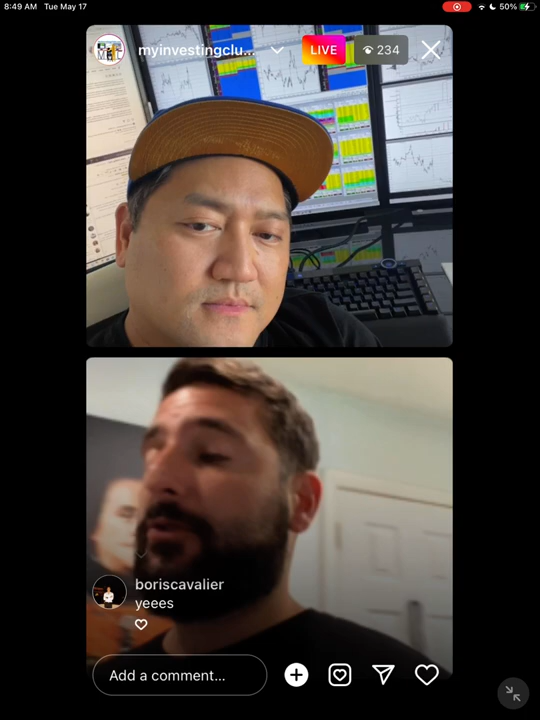 8:49 AM Tue May 17
50%
myinvestingclu...
LIVE
234
boriscavalier
yeees
Add a comment...